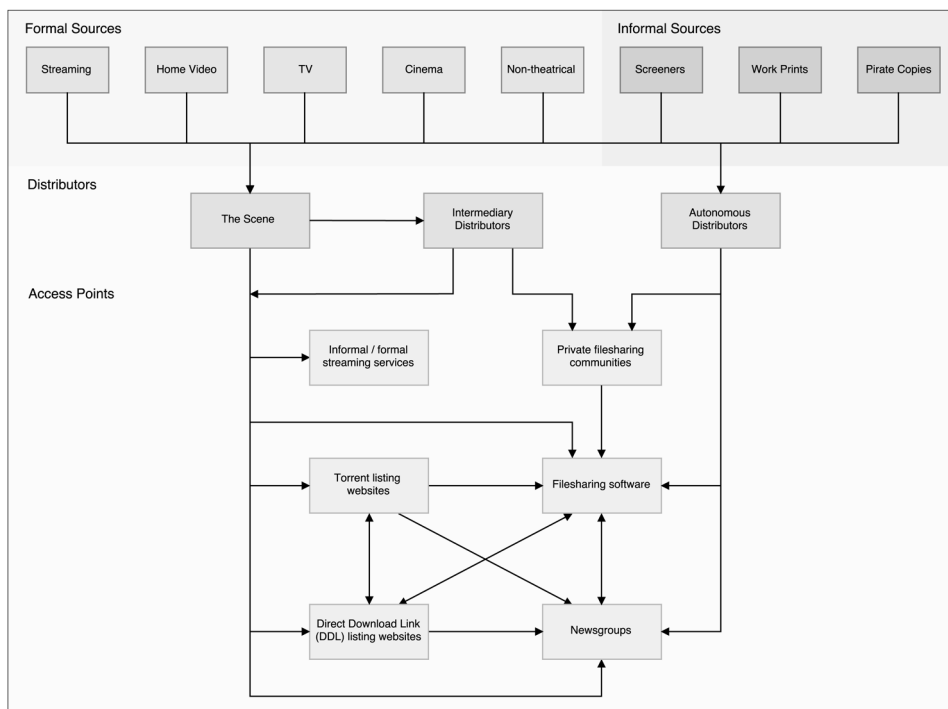 Formal Sources
Informal Sources
Streaming
Home Video
TV
Cinema
Non-theatrical
Screeners
Work Prints
Pirate Copies
Distributors
The Scene
Intermediary
Distributors
Autonomous
Distributors
Access Points
Informal / formal
streaming services
Private filesharing
communities
Torrent listing
websites
Filesharing software
Direct Download Link
(DDL) listing websites
Newsgroups